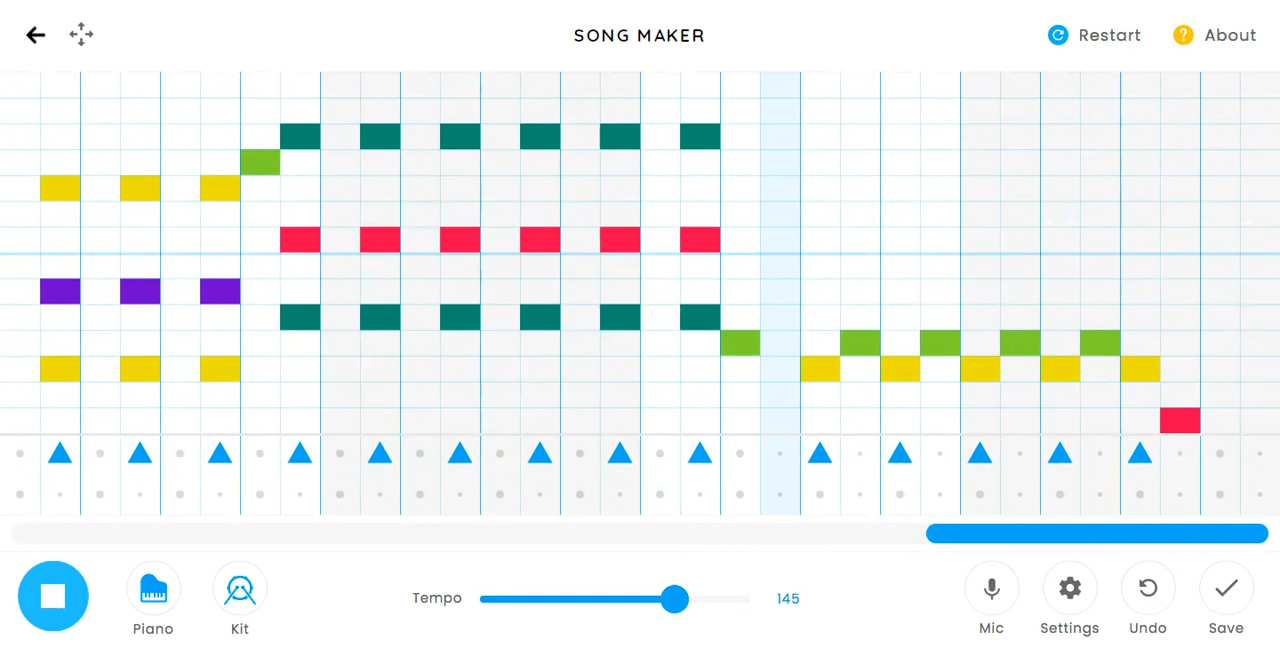 SONG MAKER
Restart
? About
Tempo
145
Piano
Kit
Mic
Settings
Undo
Save